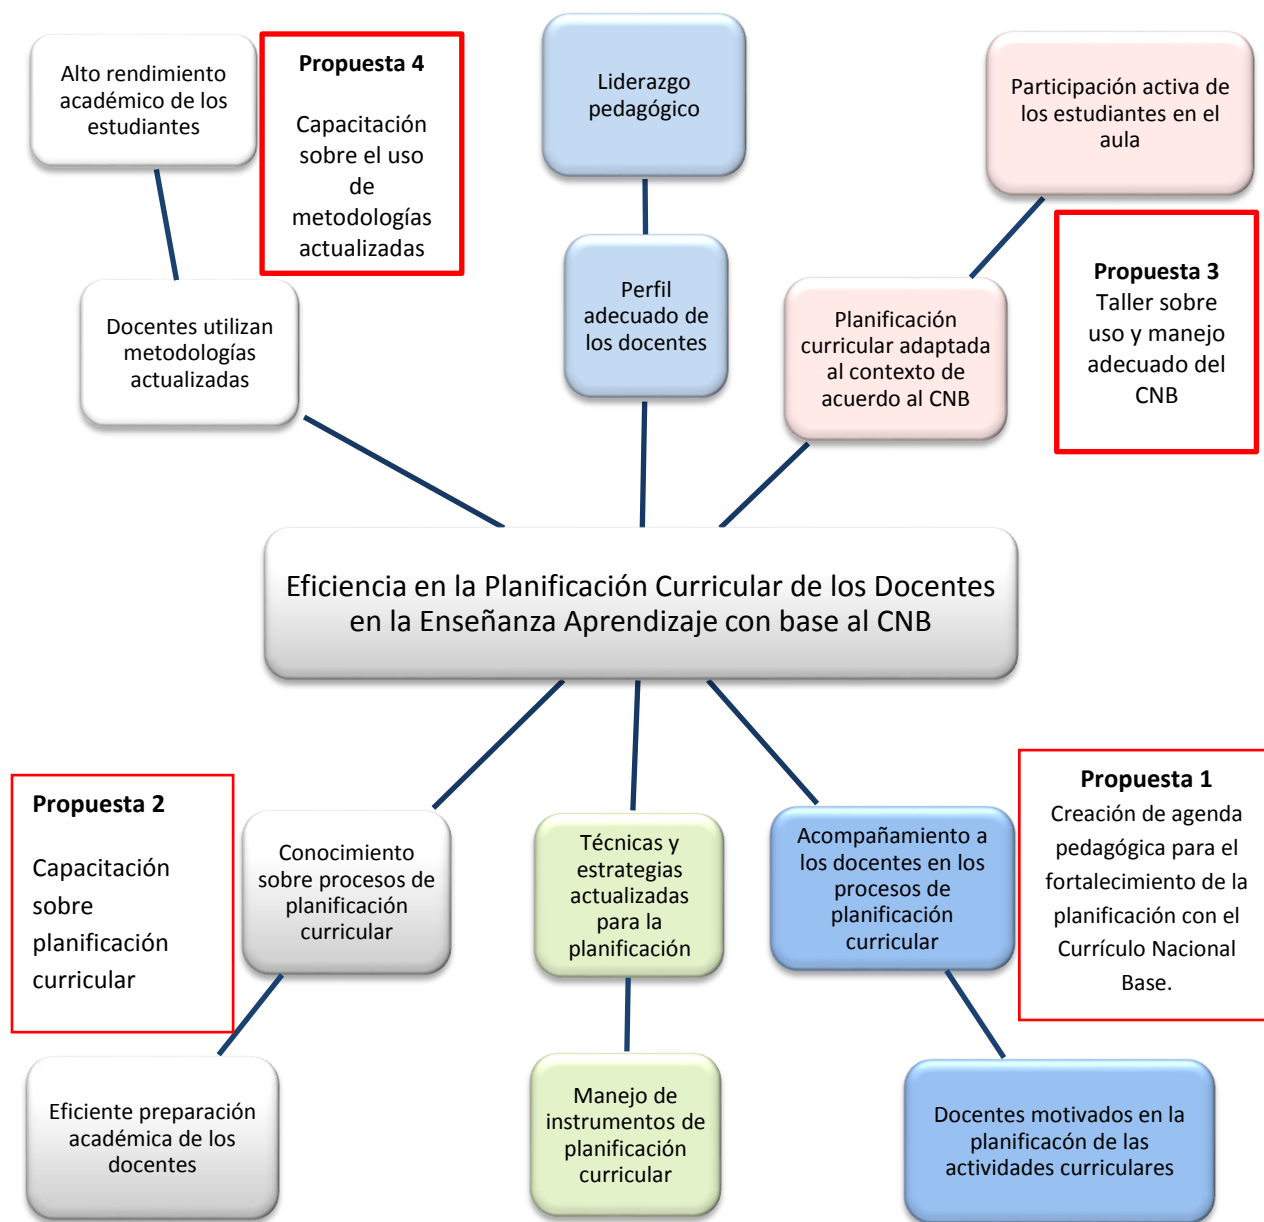 Alto rendimiento
académico de los
estudiantes
Propuesta 4
Capacitación
sobre el uso
de
metodologías
actualizadas
Liderazgo
pedagógico
Participación activa de
los estudiantes en el
aula
Docentes utilizan
metodologías
actualizadas
Perfil
adecuado de
los docentes
Planificación
curricular adaptada
al contexto de
acuerdo al CNB
Propuesta 3
Taller sobre
uso y manejo
adecuado del
CNB
Eficiencia en la Planificación Curricular de los Docentes
en la Enseñanza Aprendizaje con base al CNB
Propuesta 2
Capacitación
sobre
planificación
curricular
Conocimiento
sobre procesos de
planificación
curricular
Técnicas y
estrategias
actualizadas
para la
planificación
Acompañamiento a
los docentes en los
procesos de
planificación
curricular
Propuesta 1
Creación de agenda
pedagógica para el
fortalecimiento de la
planificación con el
Currículo Nacional
Base.
Eficiente preparación
académica de los
docentes
Manejo de
instrumentos de
planificación
curricular
Docentes motivados en la
planificacón de las
actividades curriculares